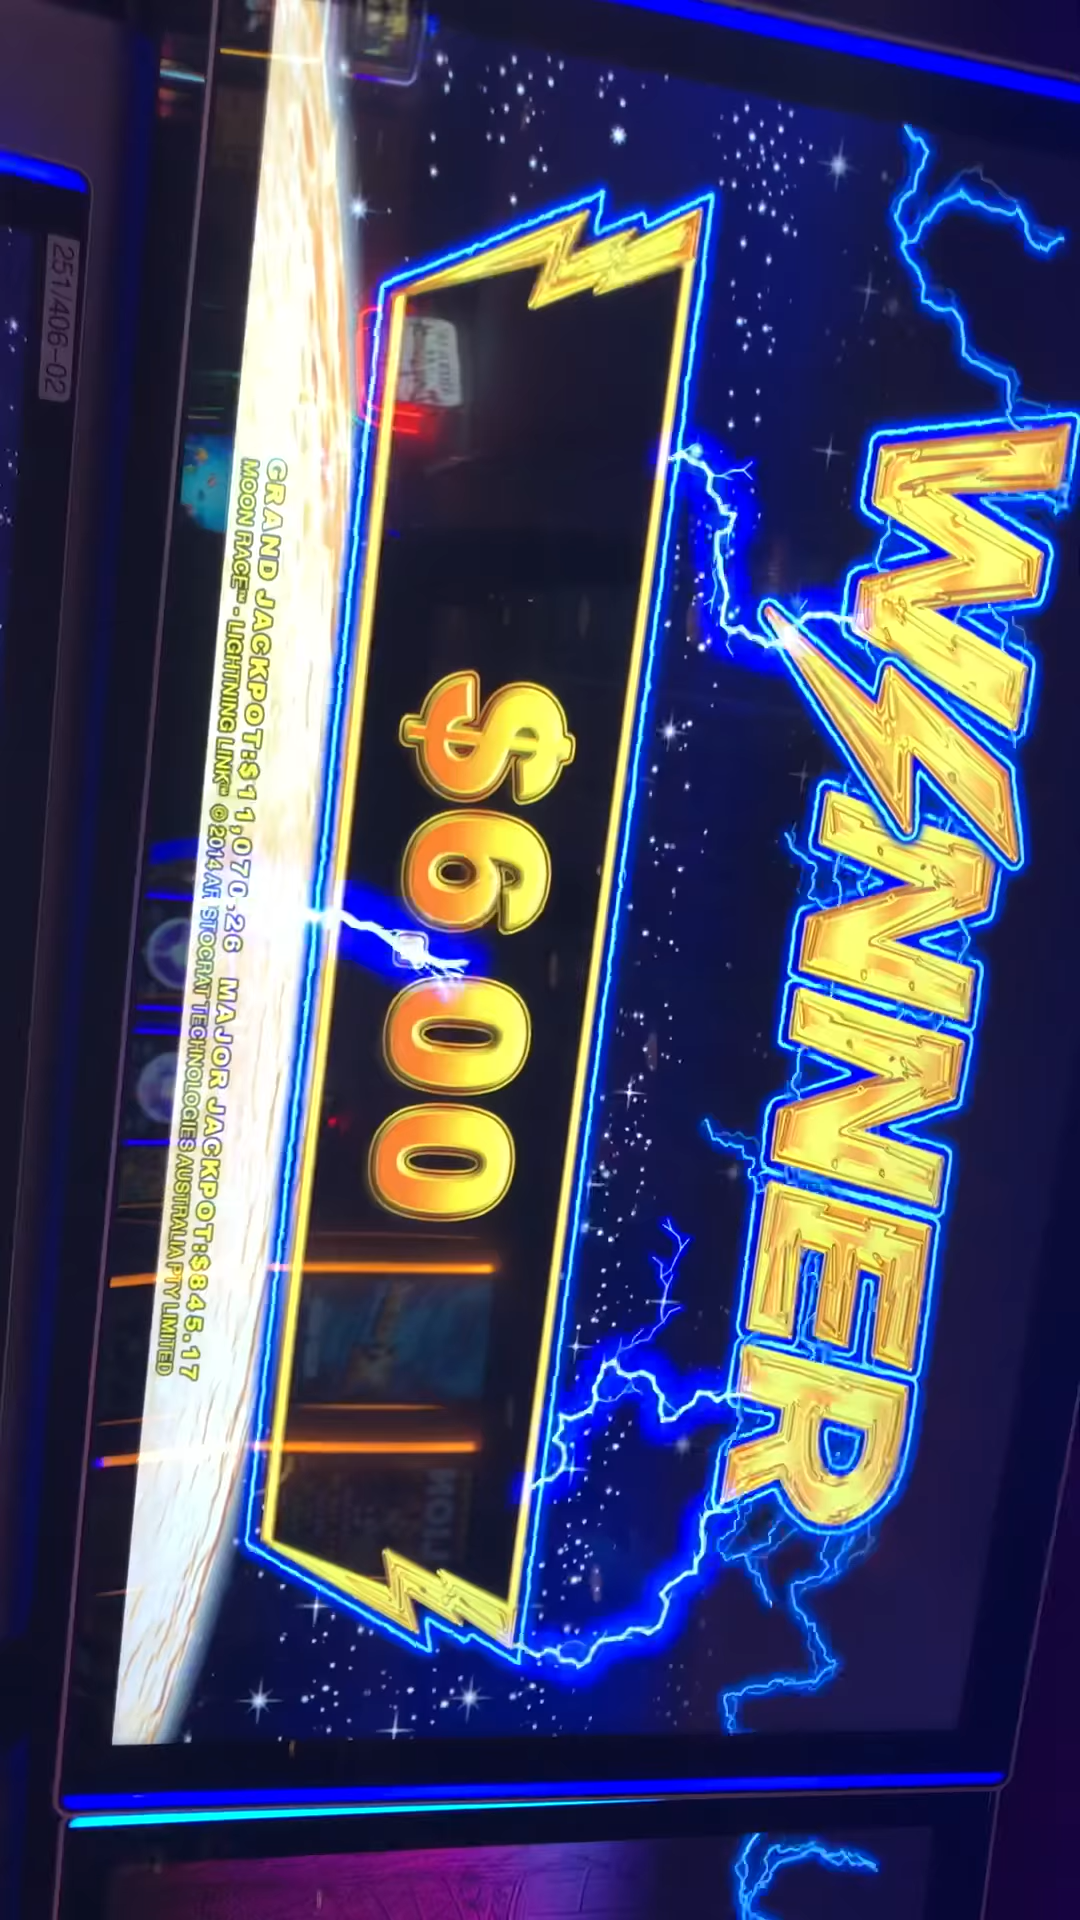 WINNER
$6.00
GRAND JACKPOT:$11,070.26 MAJOR JACKPOT:$845.17
MOON RACE™ - LIGHTNING LINK™ © 2014 ARISTOCRAT TECHNOLOGIES AUSTRALIA PTY LIMITED
251/406-02